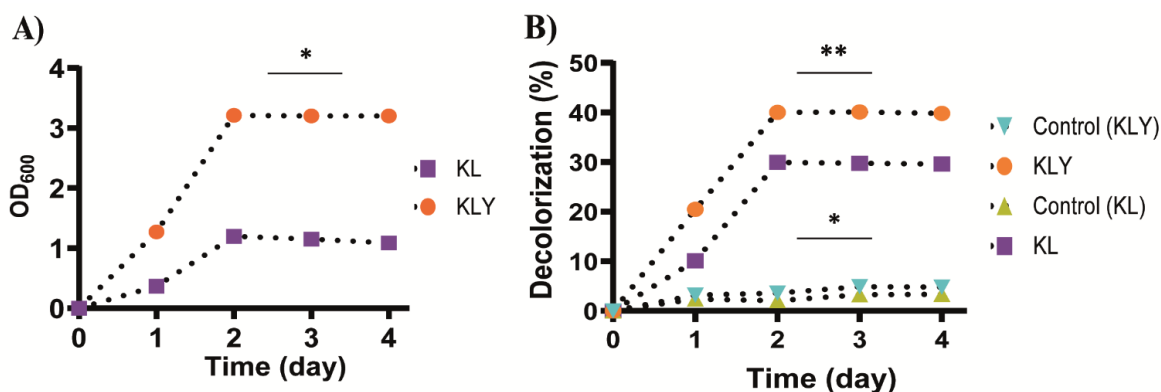 A)
*
OD600
3
2
1
0
0 1 2 3 4
Time (day)
KL
KLY
B)
**
*
Decolorization (%)
50
40
30
20
10
0
0 1 2 3 4
Time (day)
Control (KLY)
KLY
Control (KL)
KL